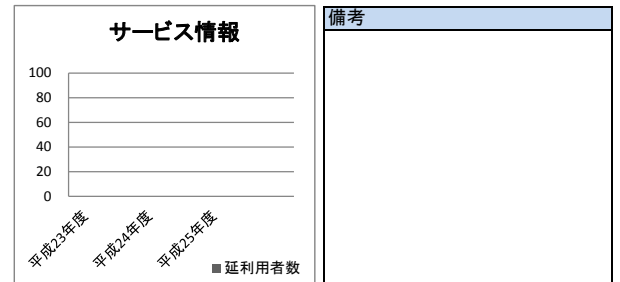 サービス情報
100
80
60
40
20
0
平成23年度
平成24年度
平成25年度
延利用者数
備考